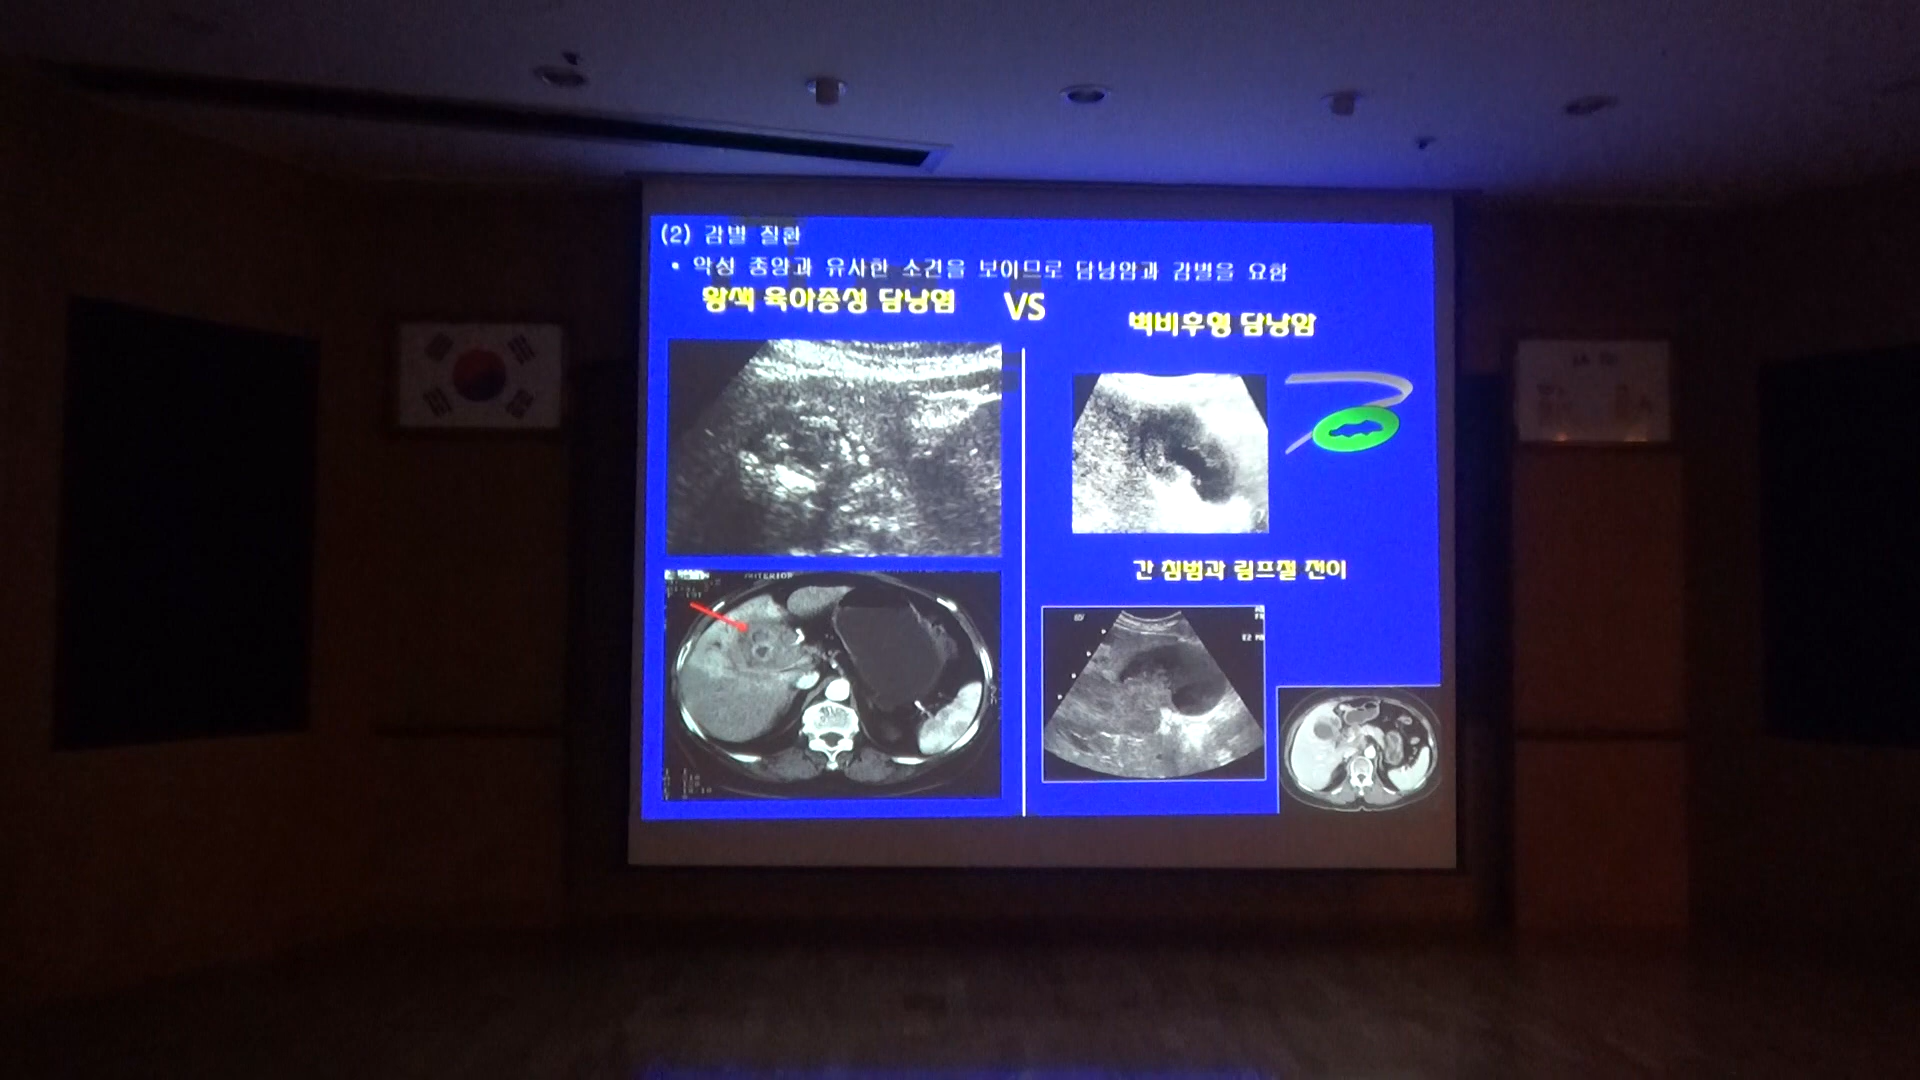 (2) 감별 질환
• 악성 종양과 유사한 소견을 보이므로 담낭암과 감별을 요함
황색 육아종성 담낭염
VS
벽비후형 담낭암
간 침범과 림프절 전이
ANTERIOR